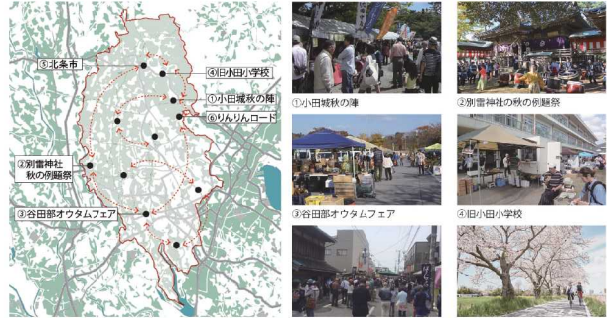 ⑤北条市
④旧小田小学校
①小田城秋の陣
⑥りんりんロード
②別雷神社
秋の例題祭
③谷田部オウタムフェア
①小田城秋の陣
②別雷神社の秋の例題祭
③谷田部オウタムフェア
④旧小田小学校